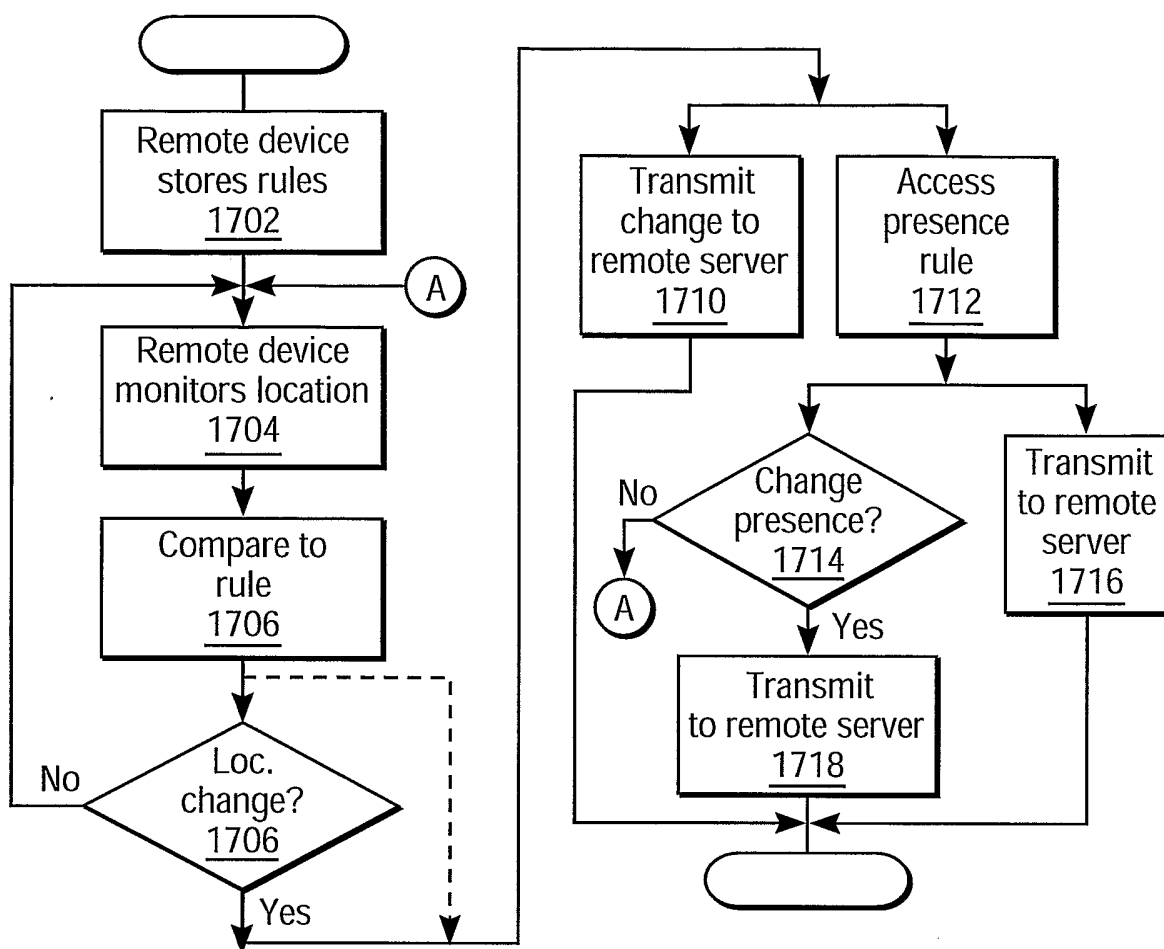 Remote device
stores rules
1702
A
Remote device
monitors location
1704
Compare to
rule
1706
No
Loc.
change?
1706
Yes
Transmit
change to
remote server
1710
Access
presence
rule
1712
No
Change
presence?
1714
A
Yes
Transmit
to remote
server
1716
Transmit
to remote server
1718